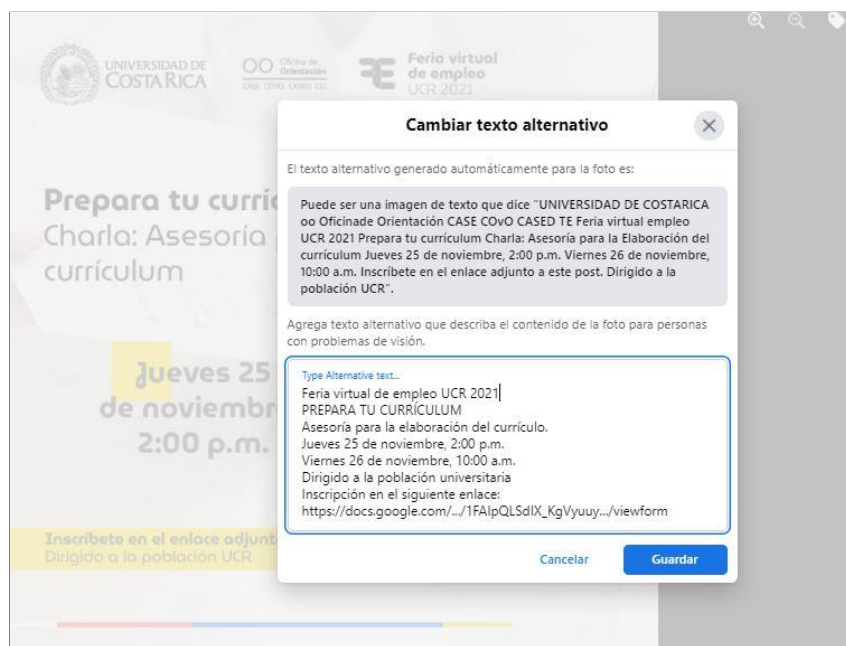 UNIVERSIDAD DE
COSTA RICA
Oficina de
Orientación
Feria virtual
de empleo
UCR 2021
Cambiar texto alternativo
El texto alternativo generado automáticamente para la foto es:
Puede ser una imagen de texto que dice "UNIVERSIDAD DE COSTARICA
oo Oficinade Orientación CASE COvO CASED TE Feria virtual empleo
UCR 2021 Prepara tu currículum Charla: Asesoría para la Elaboración del
currículum Jueves 25 de noviembre, 2:00 p.m. Viernes 26 de noviembre,
10:00 a.m. Inscríbete en el enlace adjunto a este post. Dirigido a la
población UCR".
Agrega texto alternativo que describa el contenido de la foto para personas
con problemas de visión.
Type Alternative text...
Feria virtual de empleo UCR 2021
PREPARA TU CURRÍCULUM
Asesoría para la elaboración del currículo.
Jueves 25 de noviembre, 2:00 p.m.
Viernes 26 de noviembre, 10:00 a.m.
Dirigido a la población universitaria
Inscripción en el siguiente enlace:
https://docs.google.com/.../1FAIpQLSdIX_KgVyuuy.../viewform
Cancelar
Guardar
Prepara tu
Charla: Asesoría
currículum
Jueves 25
de
2:00 p.m.
Inscríbete en el enlace
Dirigido a la población UCR